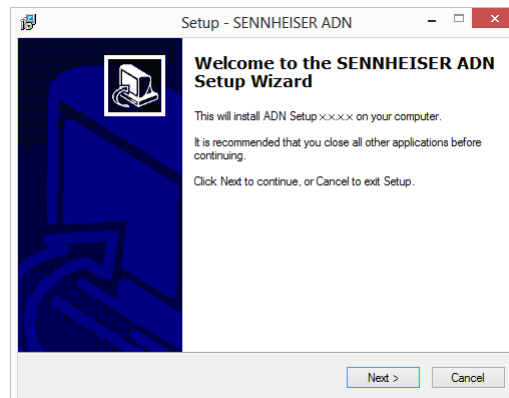 Setup - SENNHEISER ADN
Welcome to the SENNHEISER ADN
Setup Wizard
This will install ADN Setup x.x.x.x on your computer.
It is recommended that you close all other applications before
continuing.
Click Next to continue, or Cancel to exit Setup.
Next >
Cancel